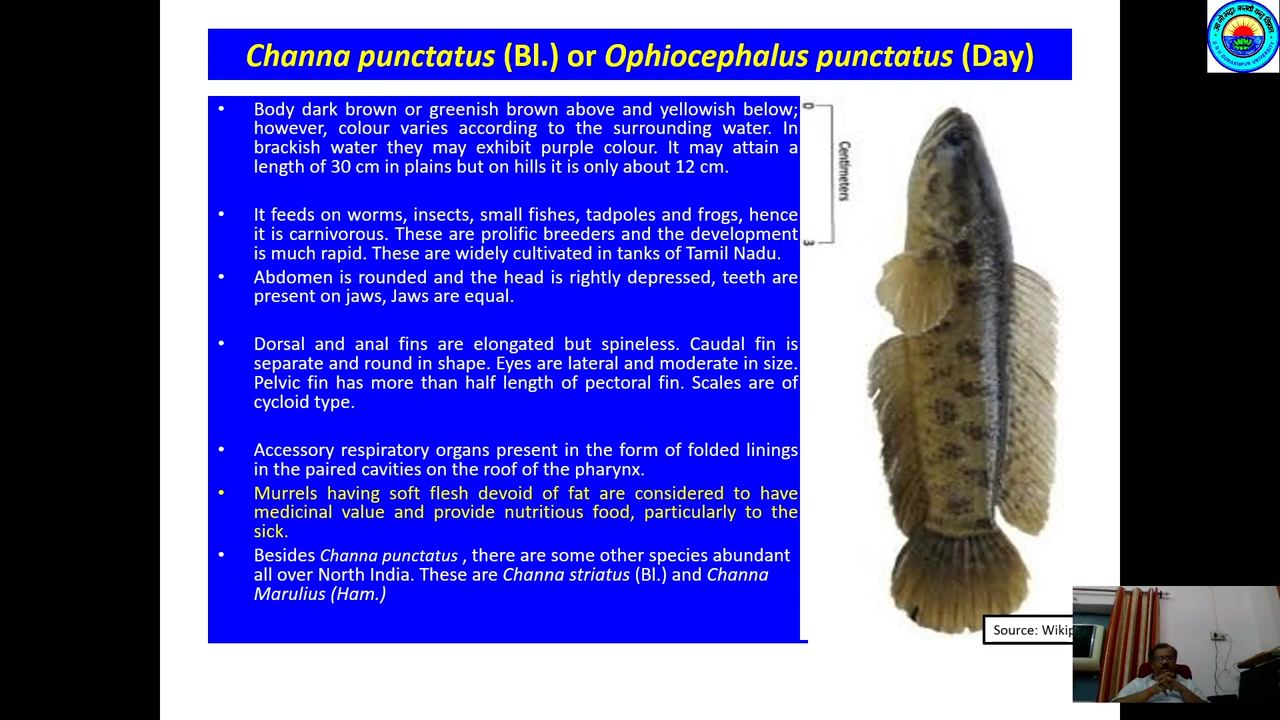 Channa punctatus (Bl.) or Ophiocephalus punctatus (Day)
• Body dark brown or greenish brown above and yellowish below;
however, colour varies according to the surrounding water. In
brackish water they may exhibit purple colour. It may attain a
length of 30 cm in plains but on hills it is only about 12 cm.
• It feeds on worms, insects, small fishes, tadpoles and frogs, hence
it is carnivorous. These are prolific breeders and the development
is much rapid. These are widely cultivated in tanks of Tamil Nadu.
• Abdomen is rounded and the head is rightly depressed, teeth are
present on jaws, Jaws are equal.
• Dorsal and anal fins are elongated but spineless. Caudal fin is
separate and round in shape. Eyes are lateral and moderate in size.
Pelvic fin has more than half length of pectoral fin. Scales are of
cycloid type.
• Accessory respiratory organs present in the form of folded linings
in the paired cavities on the roof of the pharynx.
• Murrels having soft flesh devoid of fat are considered to have
medicinal value and provide nutritious food, particularly to the
sick.
• Besides Channa punctatus , there are some other species abundant
all over North India. These are Channa striatus (Bl.) and Channa
Marulius (Ham.)
0
Centimeters
3
Source: Wikip